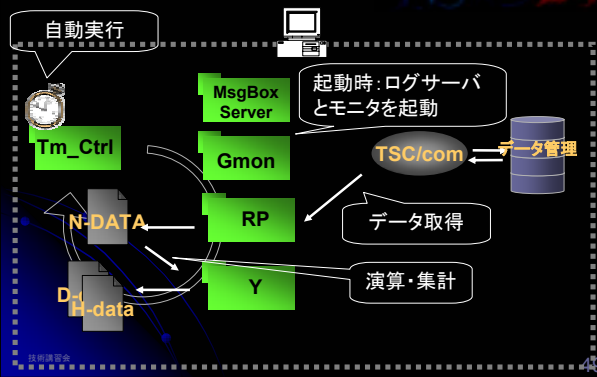 自動実行
MsgBox
Server
起動時：ログサーバ
とモニタを起動
Tm_Ctrl
Gmon
TSC/com
データ管理
N-DATA
RP
データ取得
Y
演算・集計
H-data
技術講習会